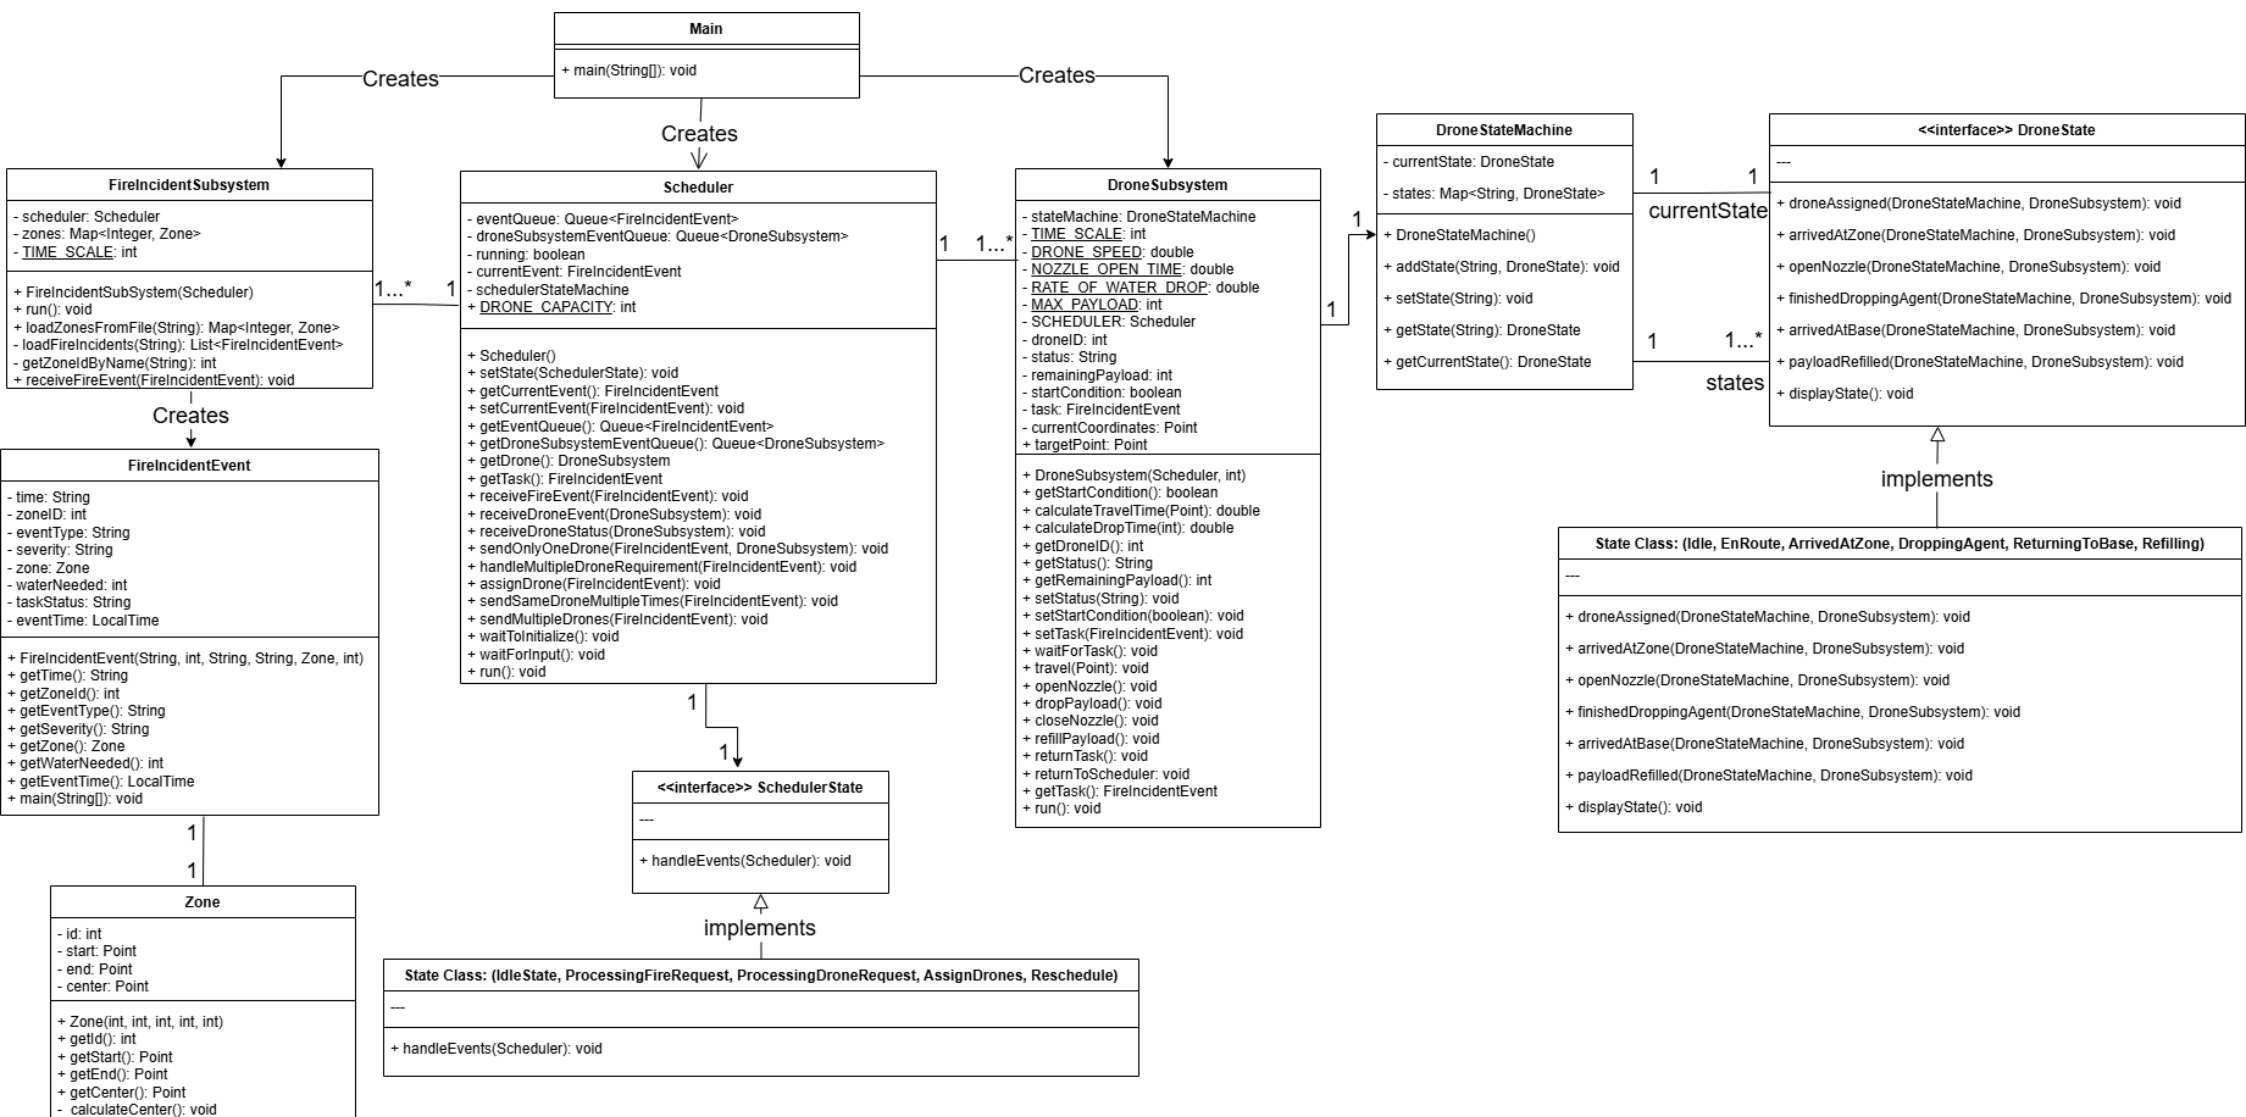 Main
+ main(String[]): void
Creates
Creates
Creates
FireIncidentSubsystem
- scheduler: Scheduler
- zones: Map<Integer, Zone>
- TIME_SCALE: int
+ FireIncidentSubSystem(Scheduler)
+ run(): void
+ loadZonesFromFile(String): Map<Integer, Zone>
- loadFireIncidents(String): List<FireIncidentEvent>
- getZoneIdByName(String): int
+ receiveFireEvent(FireIncidentEvent): void
1...*
1
Creates
FireIncidentEvent
- time: String
- zoneID: int
- eventType: String
- severity: String
- zone: Zone
- waterNeeded: int
- taskStatus: String
- eventTime: LocalTime
+ FireIncidentEvent(String, int, String, String, Zone, int)
+ getTime(): String
+ getZoneId(): int
+ getEventType(): String
+ getSeverity(): String
+ getZone(): Zone
+ getWaterNeeded(): int
+ getEventTime(): LocalTime
+ main(String[]): void
1
1
Zone
- id: int
- start: Point
- end: Point
- center: Point
+ Zone(int, int, int, int, int)
+ getId(): int
+ getStart(): Point
+ getEnd(): Point
+ getCenter(): Point
- calculateCenter(): void
Scheduler
- eventQueue: Queue<FireIncidentEvent>
- droneSubsystemEventQueue: Queue<DroneSubsystem>
- running: boolean
- currentEvent: FireIncidentEvent
- schedulerStateMachine
+ DRONE_CAPACITY: int
+ Scheduler()
+ setState(SchedulerState): void
+ getCurrentEvent(): FireIncidentEvent
+ setCurrentEvent(FireIncidentEvent): void
+ getEventQueue(): Queue<FireIncidentEvent>
+ getDroneSubsystemEventQueue(): Queue<DroneSubsystem>
+ getDrone(): DroneSubsystem
+ getTask(): FireIncidentEvent
+ receiveFireEvent(FireIncidentEvent): void
+ receiveDroneEvent(DroneSubsystem): void
+ receiveDroneStatus(DroneSubsystem): void
+ sendOnlyOneDrone(FireIncidentEvent, DroneSubsystem): void
+ handleMultipleDroneRequirement(FireIncidentEvent): void
+ assignDrone(FireIncidentEvent): void
+ sendSameDroneMultipleTimes(FireIncidentEvent): void
+ sendMultipleDrones(FireIncidentEvent): void
+ waitToInitialize(): void
+ waitForInput(): void
+ run(): void
1
1...*
1
1
<<interface>> SchedulerState
---
+ handleEvents(Scheduler): void
implements
State Class: (IdleState, ProcessingFireRequest, ProcessingDroneRequest, AssignDrones, Reschedule)
---
+ handleEvents(Scheduler): void
DroneSubsystem
- stateMachine: DroneStateMachine
- TIME_SCALE: int
- DRONE_SPEED: double
- NOZZLE_OPEN_TIME: double
- RATE_OF_WATER_DROP: double
- MAX_PAYLOAD: int
- SCHEDULER: Scheduler
- droneID: int
- status: String
- remainingPayload: int
- startCondition: boolean
- task: FireIncidentEvent
- currentCoordinates: Point
+ targetPoint: Point
+ DroneSubsystem(Scheduler, int)
+ getStartCondition(): boolean
+ calculateTravelTime(Point): double
+ calculateDropTime(int): double
+ getDroneID(): int
+ getStatus(): String
+ getRemainingPayload(): int
+ setStatus(String): void
+ setStartCondition(boolean): void
+ setTask(FireIncidentEvent): void
+ waitForTask(): void
+ travel(Point): void
+ openNozzle(): void
+ dropPayload(): void
+ closeNozzle(): void
+ refillPayload(): void
+ returnTask(): void
+ returnToScheduler: void
+ getTask(): FireIncidentEvent
+ run(): void
1
1
DroneStateMachine
- currentState: DroneState
- states: Map<String, DroneState>
+ DroneStateMachine()
+ addState(String, DroneState): void
+ setState(String): void
+ getState(String): DroneState
+ getCurrentState(): DroneState
1
1
currentState
1
1...*
states
<<interface>> DroneState
---
+ droneAssigned(DroneStateMachine, DroneSubsystem): void
+ arrivedAtZone(DroneStateMachine, DroneSubsystem): void
+ openNozzle(DroneStateMachine, DroneSubsystem): void
+ finishedDroppingAgent(DroneStateMachine, DroneSubsystem): void
+ arrivedAtBase(DroneStateMachine, DroneSubsystem): void
+ payloadRefilled(DroneStateMachine, DroneSubsystem): void
+ displayState(): void
implements
State Class: (Idle, EnRoute, ArrivedAtZone, DroppingAgent, ReturningToBase, Refilling)
---
+ droneAssigned(DroneStateMachine, DroneSubsystem): void
+ arrivedAtZone(DroneStateMachine, DroneSubsystem): void
+ openNozzle(DroneStateMachine, DroneSubsystem): void
+ finishedDroppingAgent(DroneStateMachine, DroneSubsystem): void
+ arrivedAtBase(DroneStateMachine, DroneSubsystem): void
+ payloadRefilled(DroneStateMachine, DroneSubsystem): void
+ displayState(): void